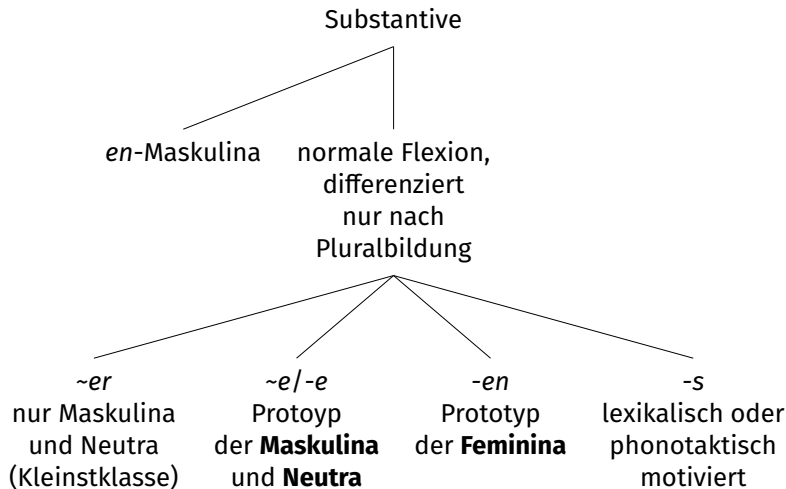 Substantive
en-Maskulina
normale Flexion,
differenziert
nur nach
Pluralbildung
~er
nur Maskulina
und Neutra
(Kleinstklasse)
~e/-e
Protoyp
der Maskulina
und Neutra
-en
Prototyp
der Feminina
-s
lexikalisch oder
phonotaktisch
motiviert